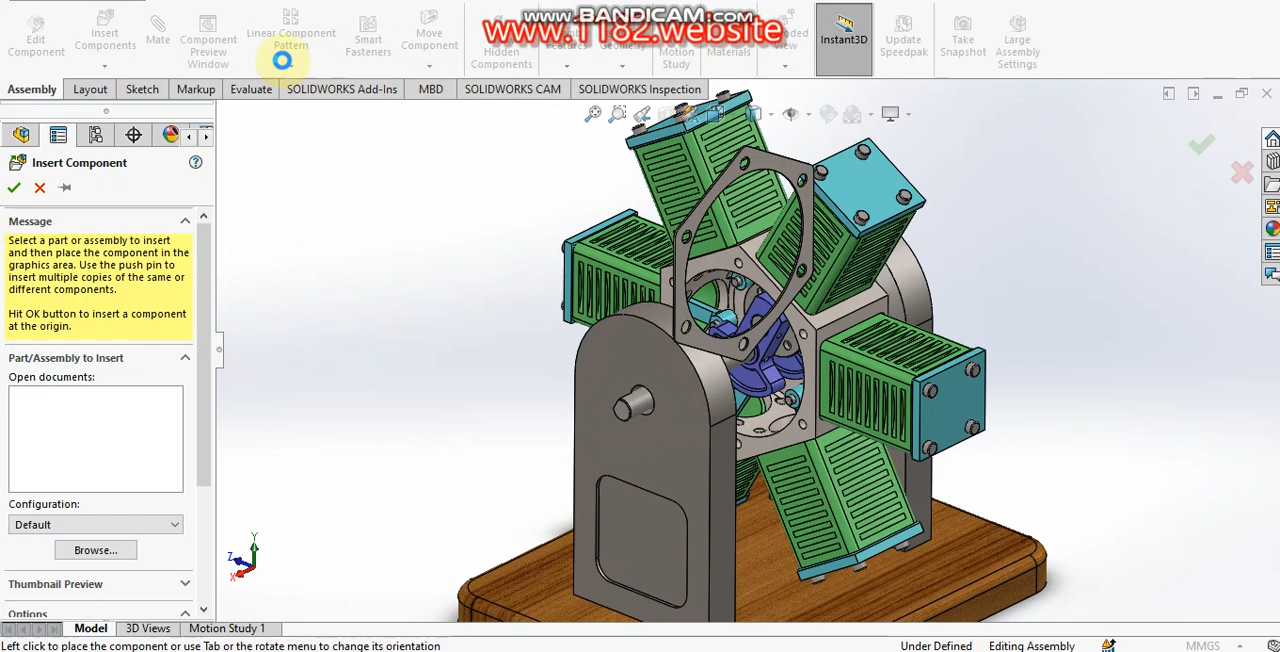 www.BANDICAM.com
www.T182.website
Edit Component
Insert Components
Mate
Component Preview Window
Linear Component Pattern
Smart Fasteners
Move Component
Hidden Components
Motion Study
Materials
View
Instant3D
Update Speedpak
Take Snapshot
Large Assembly Settings
Assembly Layout Sketch Markup Evaluate SOLIDWORKS Add-Ins MBD SOLIDWORKS CAM SOLIDWORKS Inspection
Insert Component
Message
Select a part or assembly to insert
and then place the component in the
graphics area. Use the push pin to
insert multiple copies of the same or
different components.
Hit OK button to insert a component
at the origin.
Part/Assembly to Insert
Open documents:
Configuration:
Default
Browse...
Thumbnail Preview
Options
Y
Z
X
Model 3D Views Motion Study 1
Left click to place the component or use Tab or the rotate menu to change its orientation
Under Defined Editing Assembly MMGS